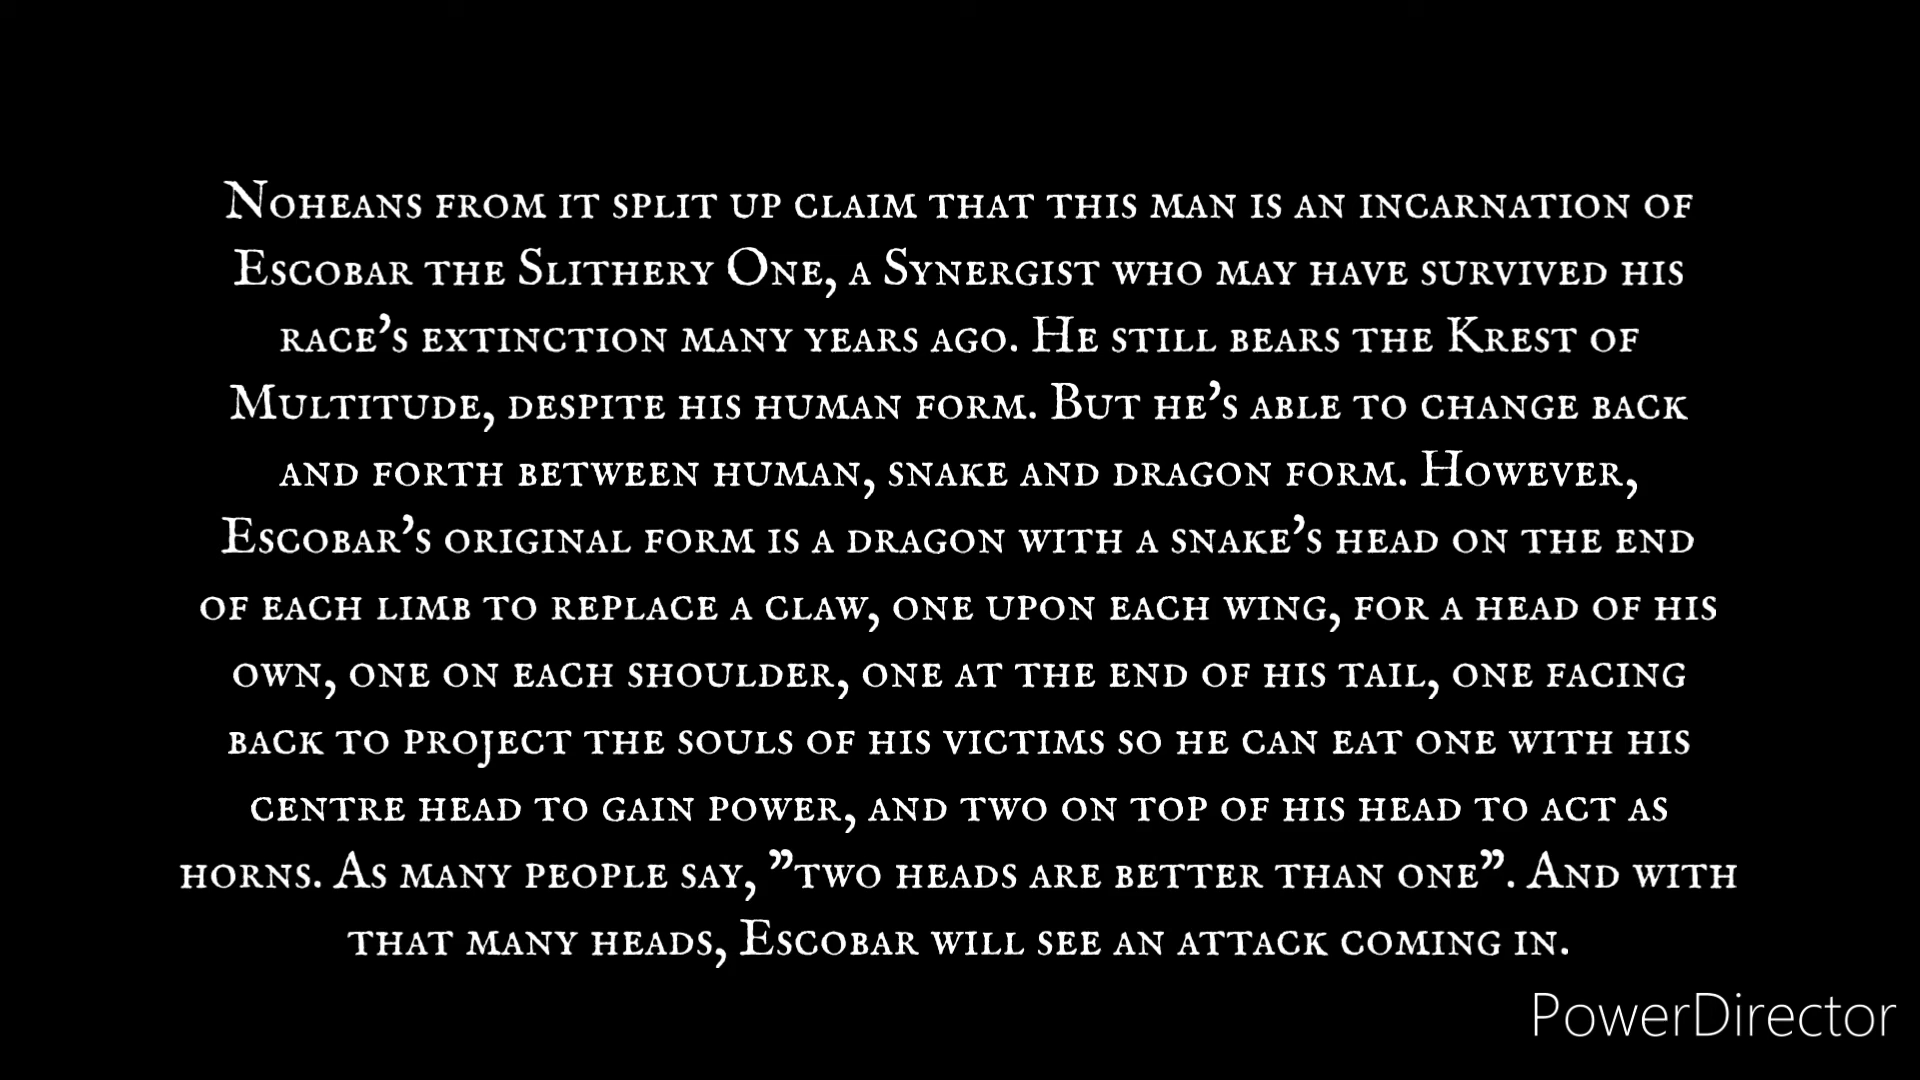 Noheans from it split up claim that this man is an incarnation of
Escobar the Slithery One, a Synergist who may have survived his
race's extinction many years ago. He still bears the Krest of
Multitude, despite his human form. But he's able to change back
and forth between human, snake and dragon form. However,
Escobar's original form is a dragon with a snake's head on the end
of each limb to replace a claw, one upon each wing, for a head of his
own, one on each shoulder, one at the end of his tail, one facing
back to project the souls of his victims so he can eat one with his
centre head to gain power, and two on top of his head to act as
horns. As many people say, ”two heads are better than one”. And with
that many heads, Escobar will see an attack coming in.
PowerDirector